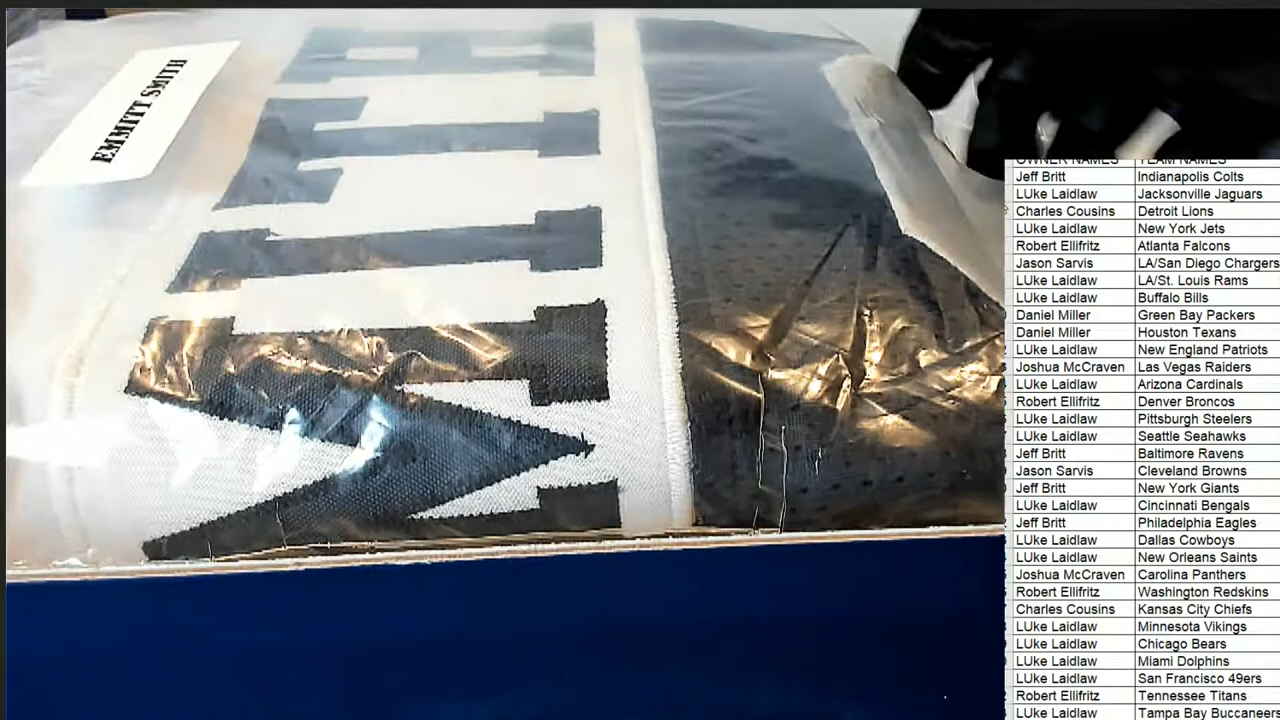 EMMITT SMITH
OWNER NAMES TEAM NAMES
Jeff Britt Indianapolis Colts
LUke Laidlaw Jacksonville Jaguars
Charles Cousins Detroit Lions
LUke Laidlaw New York Jets
Robert Ellifritz Atlanta Falcons
Jason Sarvis LA/San Diego Chargers
LUke Laidlaw LA/St. Louis Rams
LUke Laidlaw Buffalo Bills
Daniel Miller Green Bay Packers
Daniel Miller Houston Texans
LUke Laidlaw New England Patriots
Joshua McCraven Las Vegas Raiders
LUke Laidlaw Arizona Cardinals
Robert Ellifritz Denver Broncos
LUke Laidlaw Pittsburgh Steelers
LUke Laidlaw Seattle Seahawks
Jeff Britt Baltimore Ravens
Jason Sarvis Cleveland Browns
Jeff Britt New York Giants
LUke Laidlaw Cincinnati Bengals
Jeff Britt Philadelphia Eagles
LUke Laidlaw Dallas Cowboys
LUke Laidlaw New Orleans Saints
Joshua McCraven Carolina Panthers
Robert Ellifritz Washington Redskins
Charles Cousins Kansas City Chiefs
LUke Laidlaw Minnesota Vikings
LUke Laidlaw Chicago Bears
LUke Laidlaw Miami Dolphins
LUke Laidlaw San Francisco 49ers
Robert Ellifritz Tennessee Titans
LUke Laidlaw Tampa Bay Buccaneers